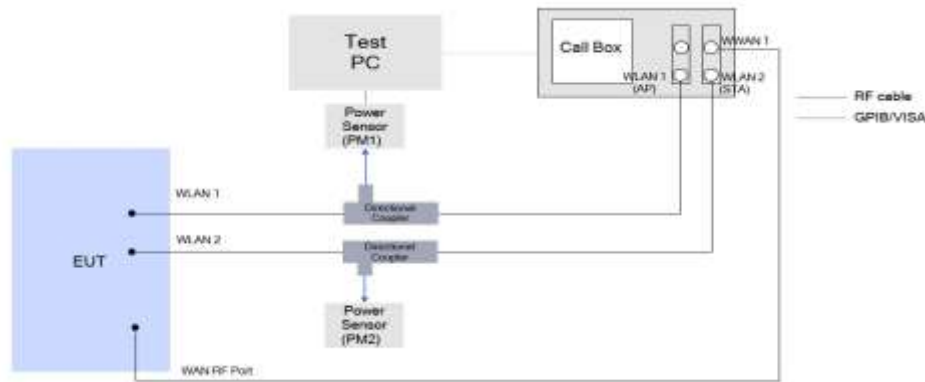 Test
PC
Call Box
WWAN 1
WLAN 1
(AP)
WLAN 2
(STA)
RF cable
GPIB/VISA
Power
Sensor
(PM1)
WLAN 1
Directional
Coupler
WLAN 2
Directional
Coupler
EUT
Power
Sensor
(PM2)
WAN RF Port